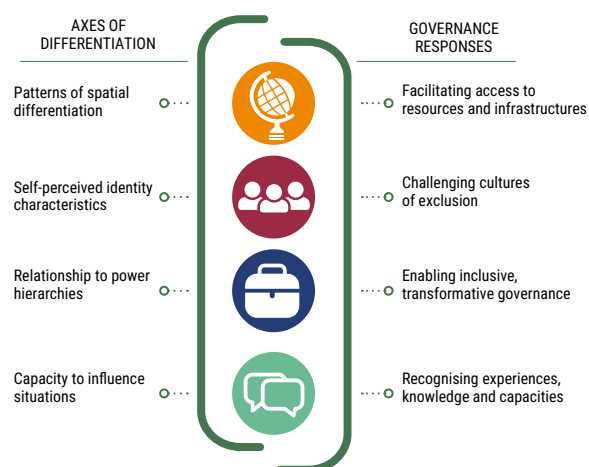 AXES OF
DIFFERENTIATION
GOVERNANCE
RESPONSES
Patterns of spatial
differentiation
Facilitating access to
resources and infrastructures
Self-perceived identity
characteristics
Challenging cultures
of exclusion
Relationship to power
hierarchies
Enabling inclusive,
transformative governance
Capacity to influence
situations
Recognising experiences,
knowledge and capacities